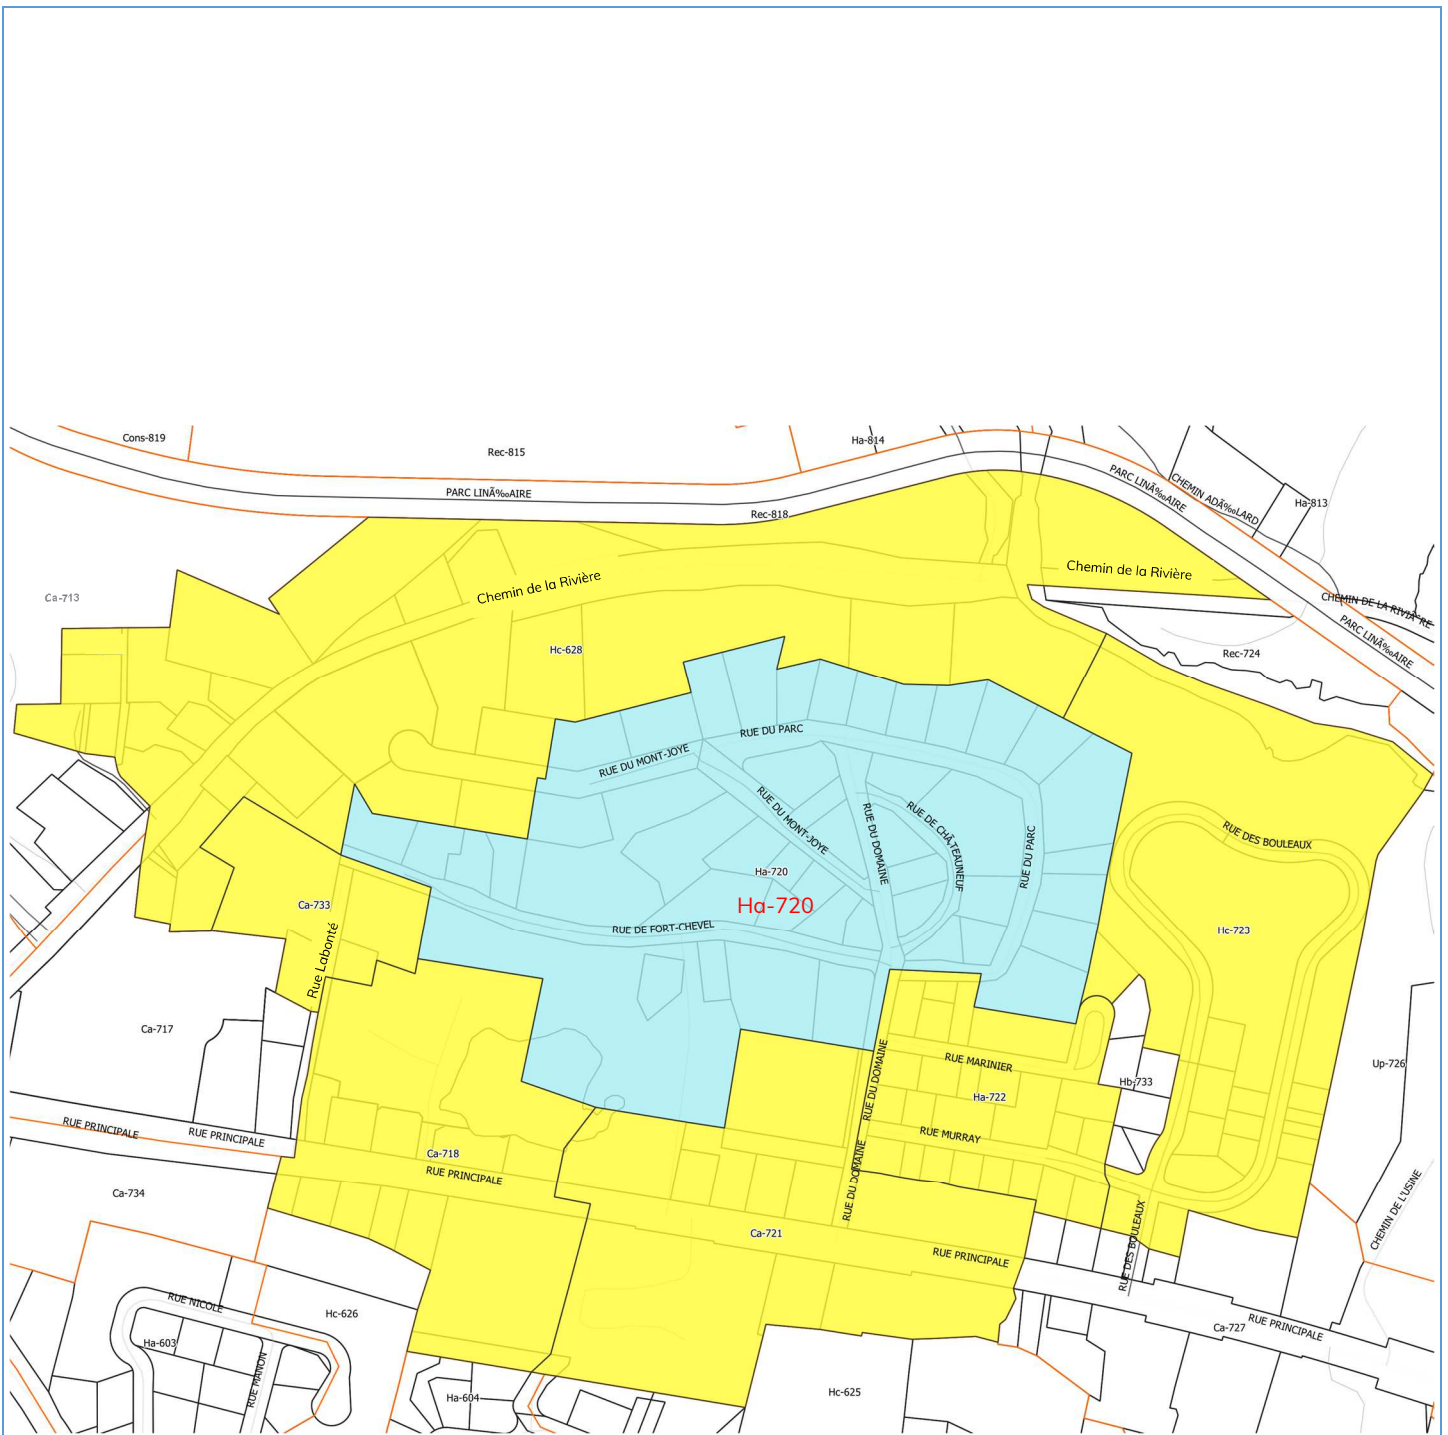 Cons-819
Rec-815
Ha-814
PARC LINÃ‰AIRE
PARC LINÃ‰AIRE
CHEMIN ADÃ‰LARD
Ha-813
Rec-818
Chemin de la Rivière
Chemin de la Rivière
Ca-713
CHEMIN DE LA RIVIÃˆRE
PARC LINÃ‰AIRE
Hc-628
Rec-724
RUE DU PARC
RUE DU MONT-JOYE
RUE DU MONT-JOYE
RUE DU DOMAINE
RUE DE CHÃ‚TEAUNEUF
RUE DU PARC
RUE DES BOULEAUX
Ha-720
Ha-720
Ca-733
RUE DE FORT-CHEVEL
Hc-723
Rue Labonté
Ca-717
RUE DU DOMAINE
RUE MARINIER
Up-726
Hb-733
Ha-722
RUE PRINCIPALE
RUE PRINCIPALE
RUE MURRAY
Ca-718
RUE PRINCIPALE
RUE DU DOMAINE
Ca-734
CHEMIN DE L'USINE
Ca-721
RUE PRINCIPALE
RUE DES BOULEAUX
RUE NICOLE
Hc-626
Ca-727
RUE PRINCIPALE
Ha-603
RUE MANON
Ha-604
Hc-625